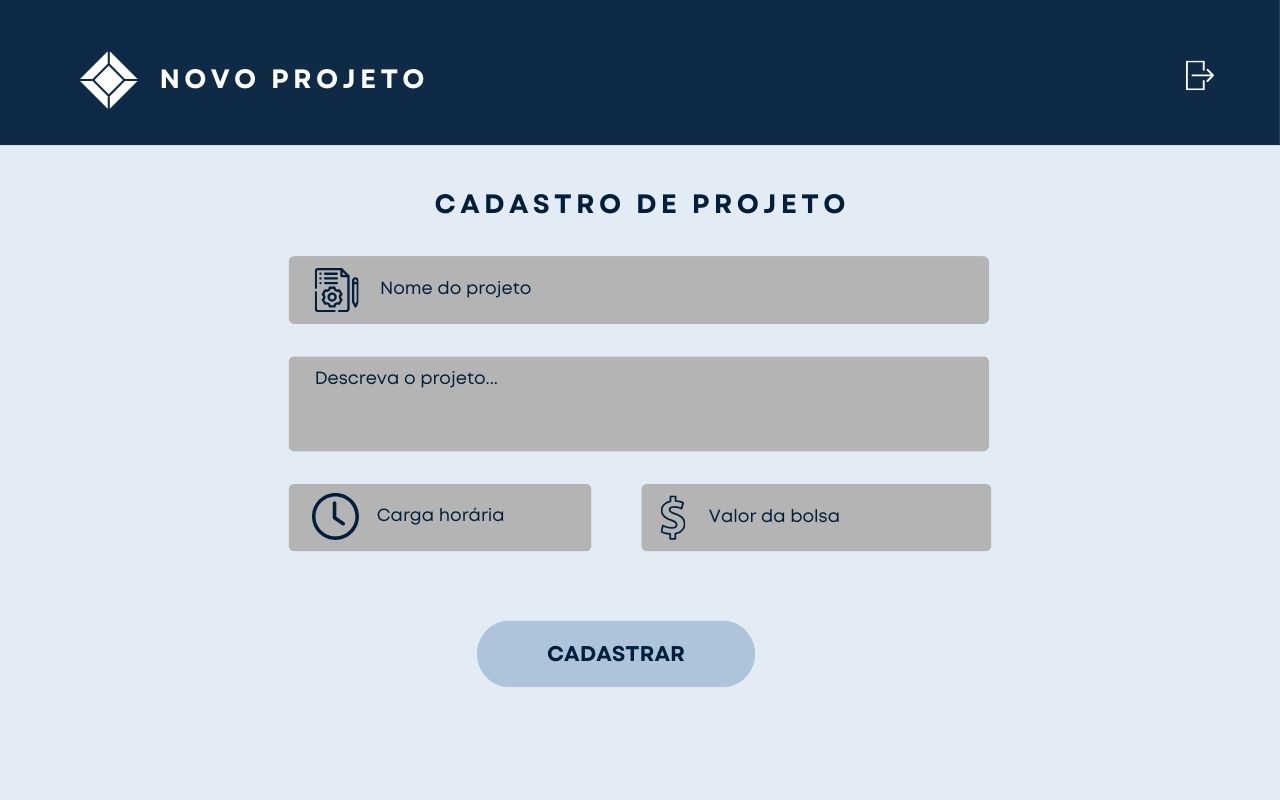 NOVO PROJETO
CADASTRO DE PROJETO
Nome do projeto
Descreva o projeto...
Carga horária
Valor da bolsa
CADASTRAR